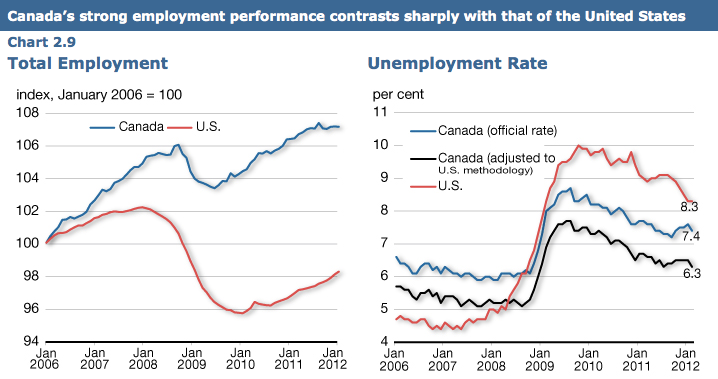 Canada's strong employment performance contrasts sharply with that of the United States
Chart 2.9
Total Employment
index, January 2006 = 100
108
106
104
102
100
98
96
94
Canada
U.S.
Jan Jan Jan Jan Jan Jan Jan
2006 2007 2008 2009 2010 2011 2012
Unemployment Rate
per cent
11
10
9
8
7
6
5
4
Canada (official rate)
Canada (adjusted to
U.S. methodology)
U.S.
8.3
7.4
6.3
Jan Jan Jan Jan Jan Jan Jan
2006 2007 2008 2009 2010 2011 2012